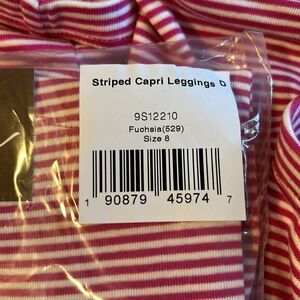 Striped Capri Leggings D
9S12210
Fuchsia(529)
Size 8
1 90879 45974 7